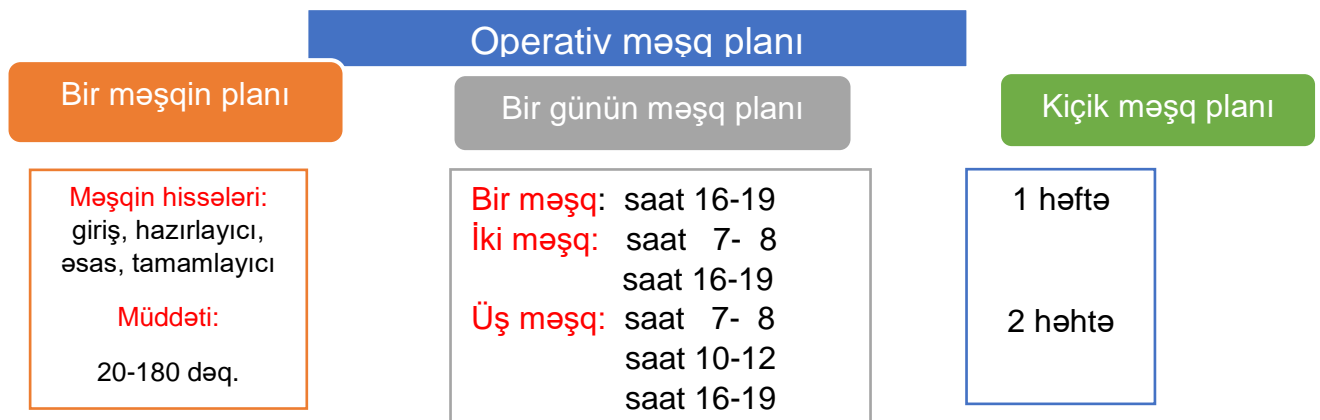 Operativ məşq planı
Bir məşqin planı
Bir günün məşq planı
Kiçik məşq planı
Məşqin hissələri:
giriş, hazırlayıcı,
əsas, tamamlayıcı
Müddəti:
20-180 dəq.
Bir məşq: saat 16-19
İki məşq: saat 7- 8
saat 16-19
Üş məşq: saat 7- 8
saat 10-12
saat 16-19
1 həftə
2 həhtə